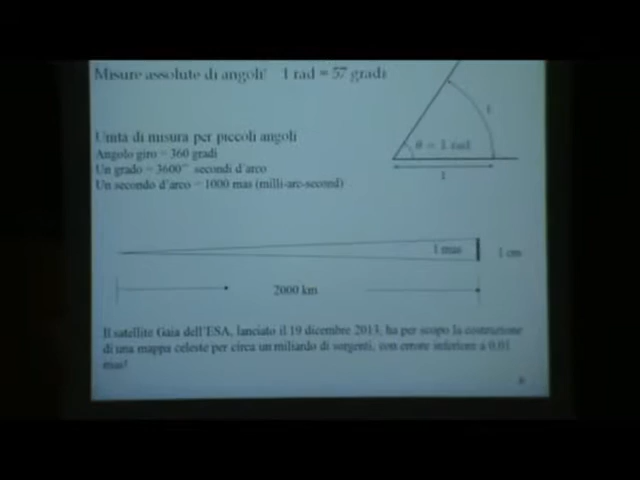 Misure assolute di angoli! 1 rad = 57 gradi
1
θ = 1 rad
1
Unità di misura per piccoli angoli
Angolo giro = 360 gradi
Un grado = 3600" secondi d'arco
Un secondo d'arco = 1000 mas (milli-arc-second)
1 mas
1 cm
2000 km
Il satellite Gaia dell'ESA, lanciato il 19 dicembre 2013, ha per scopo la costruzione
di una mappa celeste per circa un miliardo di sorgenti, con errore inferiore a 0.01
mas!